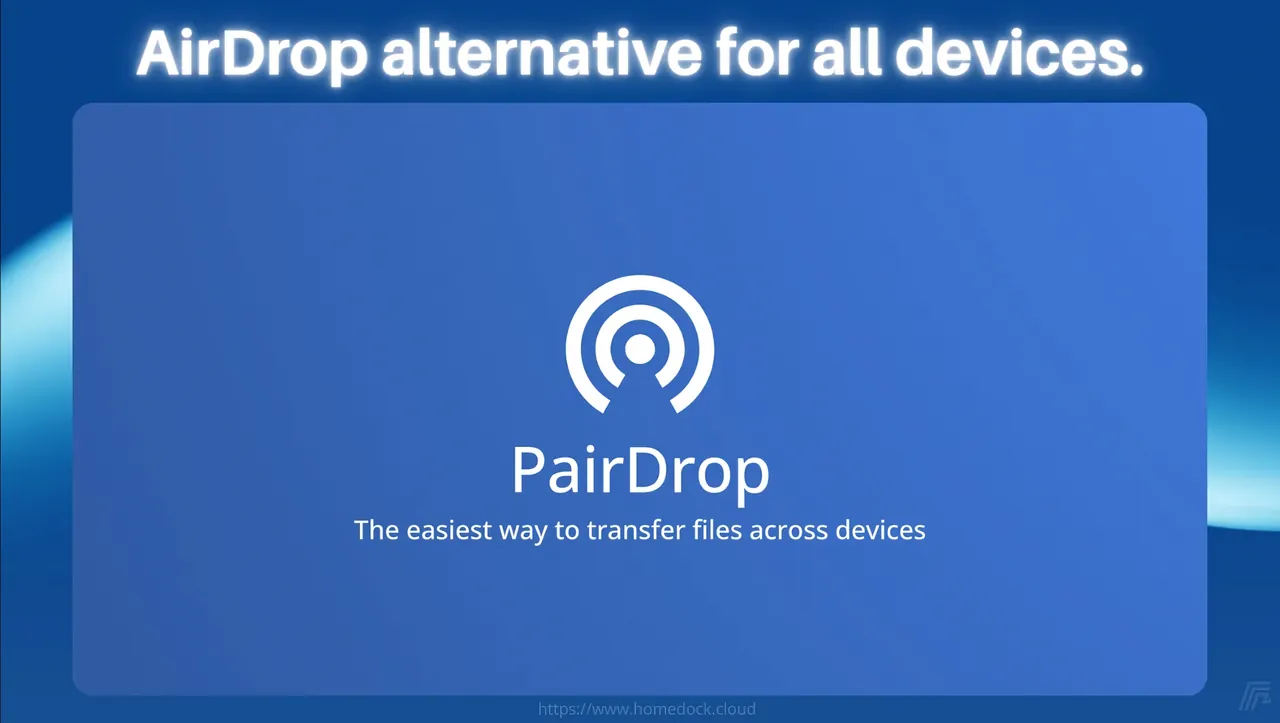 AirDrop alternative for all devices.
PairDrop
The easiest way to transfer files across devices
https://www.homedock.cloud